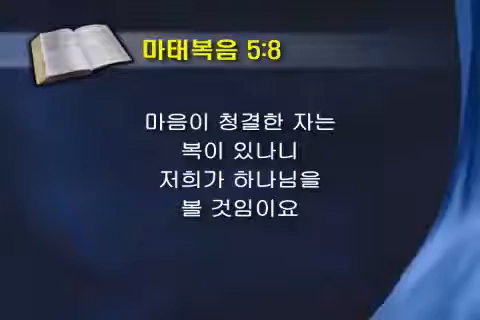 마태복음 5:8
마음이 청결한 자는
복이 있나니
저희가 하나님을
볼 것임이요